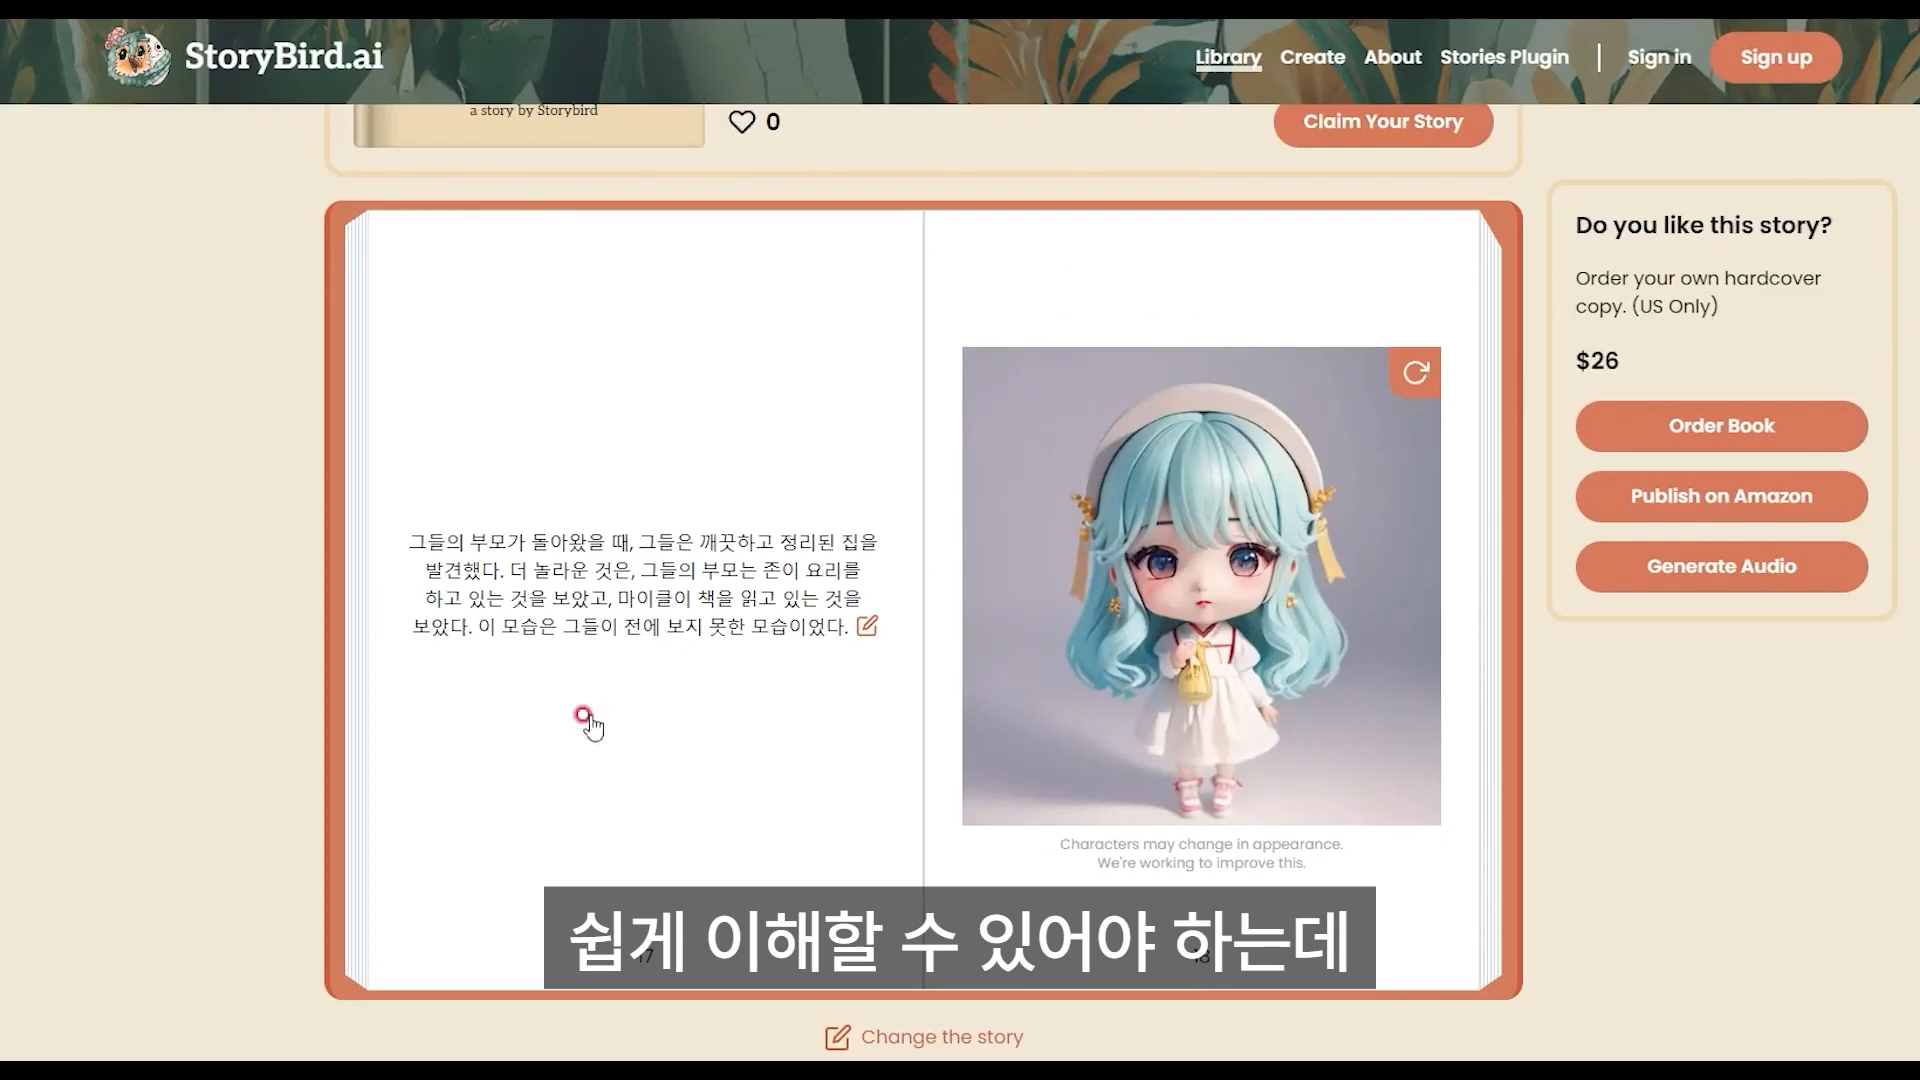 StoryBird.ai
Library Create About Stories Plugin Sign in Sign up
a story by Storybird
0
Claim Your Story
그들의 부모가 돌아왔을 때, 그들은 깨끗하고 정리된 집을
발견했다. 더 놀라운 것은, 그들의 부모는 존이 요리를
하고 있는 것을 보았고, 마이클이 책을 읽고 있는 것을
보았다. 이 모습은 그들이 전에 보지 못한 모습이었다.
Characters may change in appearance.
We're working to improve this.
17
18
쉽게 이해할 수 있어야 하는데
Change the story
Do you like this story?
Order your own hardcover
copy. (US Only)
$26
Order Book
Publish on Amazon
Generate Audio